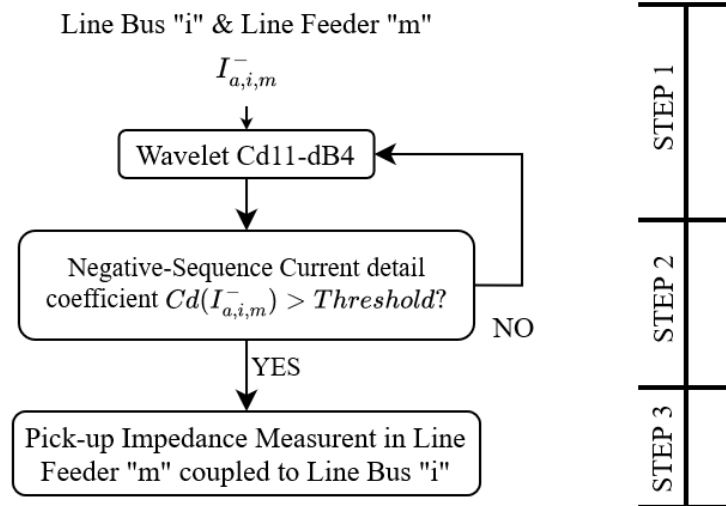 Line Bus "i" & Line Feeder "m"
I⁻a,i,m
Wavelet Cd11-dB4
Negative-Sequence Current detail
coefficient Cd(I⁻a,i,m) > Threshold?
NO
YES
Pick-up Impedance Measurent in Line
Feeder "m" coupled to Line Bus "i"
STEP 1
STEP 2
STEP 3